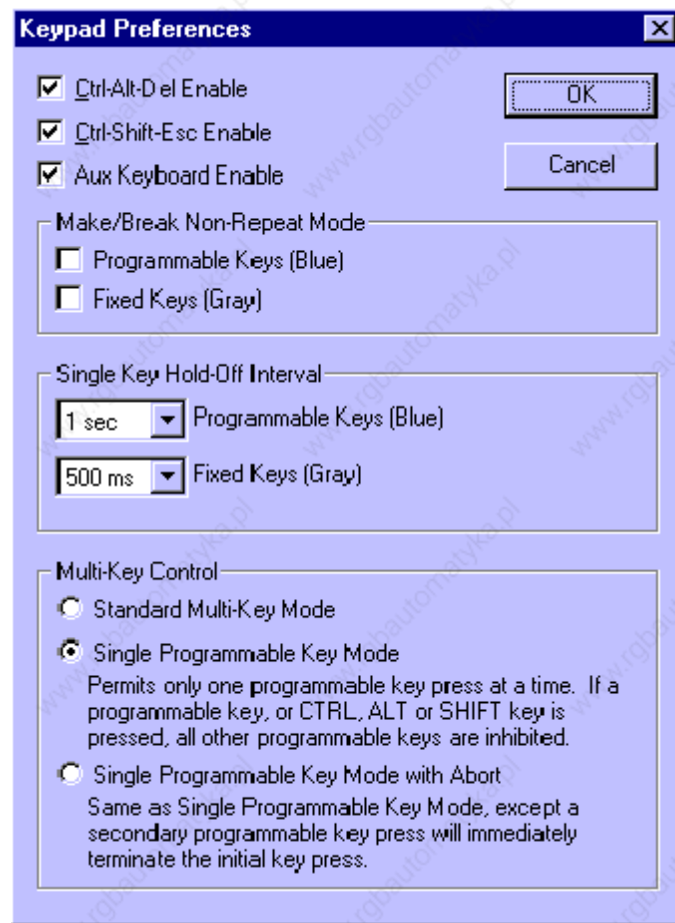 Keypad Preferences
Ctrl-Alt-Del Enable
OK
Ctrl-Shift-Esc Enable
Aux Keyboard Enable
Cancel
Make/Break Non-Repeat Mode
Programmable Keys (Blue)
Fixed Keys (Gray)
Single Key Hold-Off Interval
1 sec Programmable Keys (Blue)
500 ms Fixed Keys (Gray)
Multi-Key Control
Standard Multi-Key Mode
Single Programmable Key Mode
Permits only one programmable key press at a time. If a
programmable key, or CTRL, ALT or SHIFT key is
pressed, all other programmable keys are inhibited.
Single Programmable Key Mode with Abort
Same as Single Programmable Key Mode, except a
secondary programmable key press will immediately
terminate the initial key press.
www.rgbautomatyka.pl